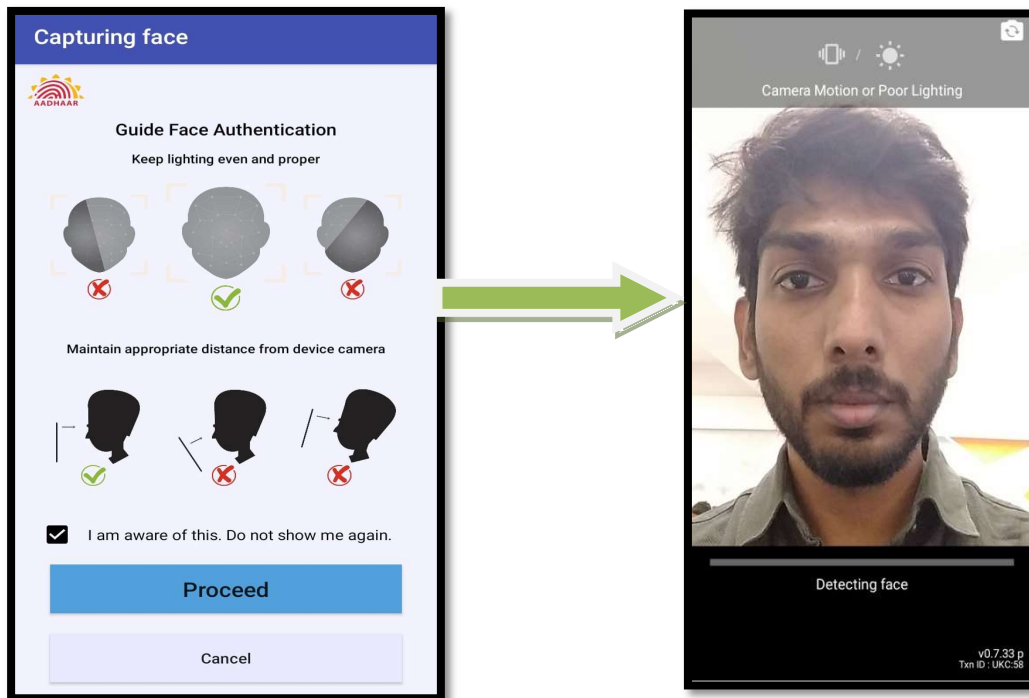 Capturing face
AADHAAR
Guide Face Authentication
Keep lighting even and proper
Maintain appropriate distance from device camera
I am aware of this. Do not show me again.
Proceed
Cancel
/
Camera Motion or Poor Lighting
Detecting face
v0.7.33 p
Txn ID : UKC:58